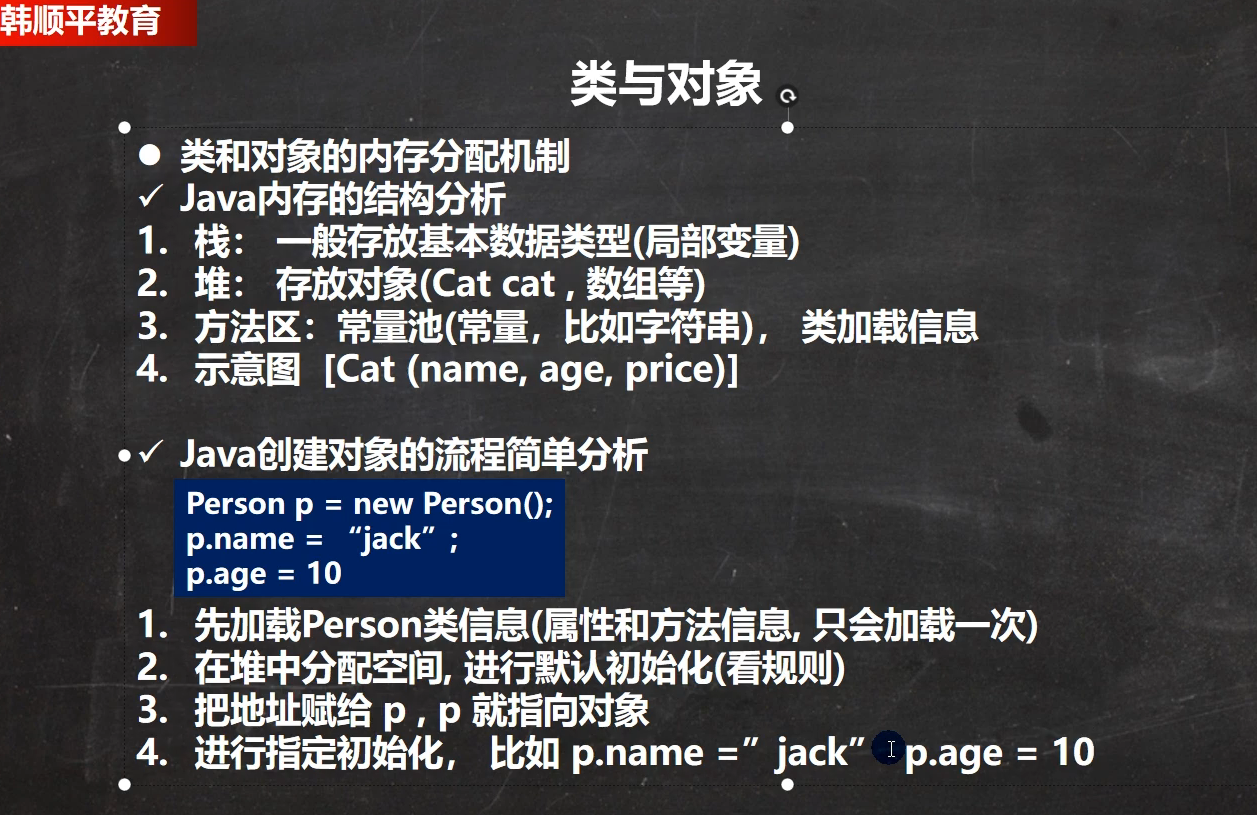 韩顺平教育
类与对象
● 类和对象的内存分配机制
✓ Java内存的结构分析
1. 栈： 一般存放基本数据类型(局部变量)
2. 堆： 存放对象(Cat cat , 数组等)
3. 方法区：常量池(常量，比如字符串)， 类加载信息
4. 示意图 [Cat (name, age, price)]
✓ Java创建对象的流程简单分析
Person p = new Person();
p.name = “jack”;
p.age = 10
1. 先加载Person类信息(属性和方法信息, 只会加载一次)
2. 在堆中分配空间, 进行默认初始化(看规则)
3. 把地址赋给 p , p 就指向对象
4. 进行指定初始化， 比如 p.name =”jack” p.age = 10